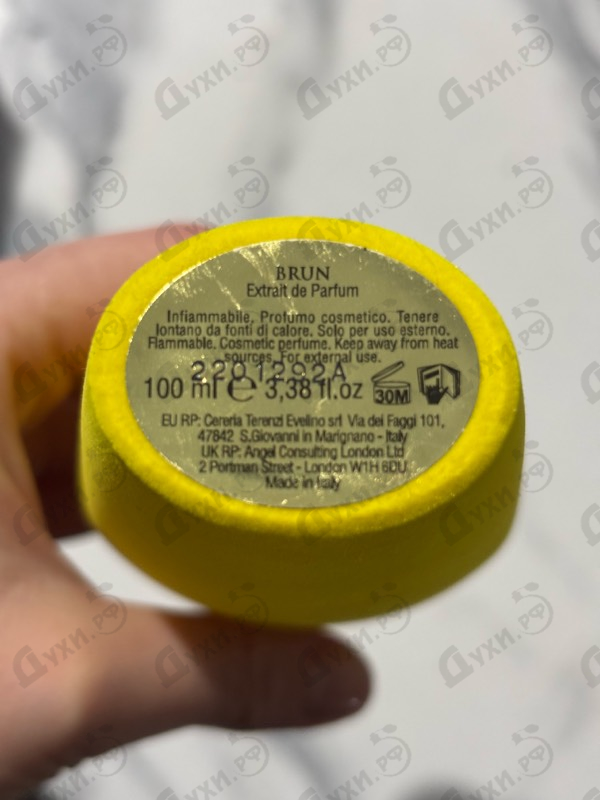 BRUN
Extrait de Parfum
Infiammabile. Profumo cosmetico. Tenere
lontano da fonti di calore. Solo per uso esterno.
Flammable. Cosmetic perfume. Keep away from heat
sources. For external use.
2201292A
100 ml e 3,38 fl.oz 30M
EU RP: Cereria Terenzi Evelino srl Via dei Faggi 101,
47842 S.Giovanni in Marignano - Italy
UK RP: Angel Consulting London Ltd
2 Portman Street - London W1H 6DU
Made in Italy
Духи.РФ